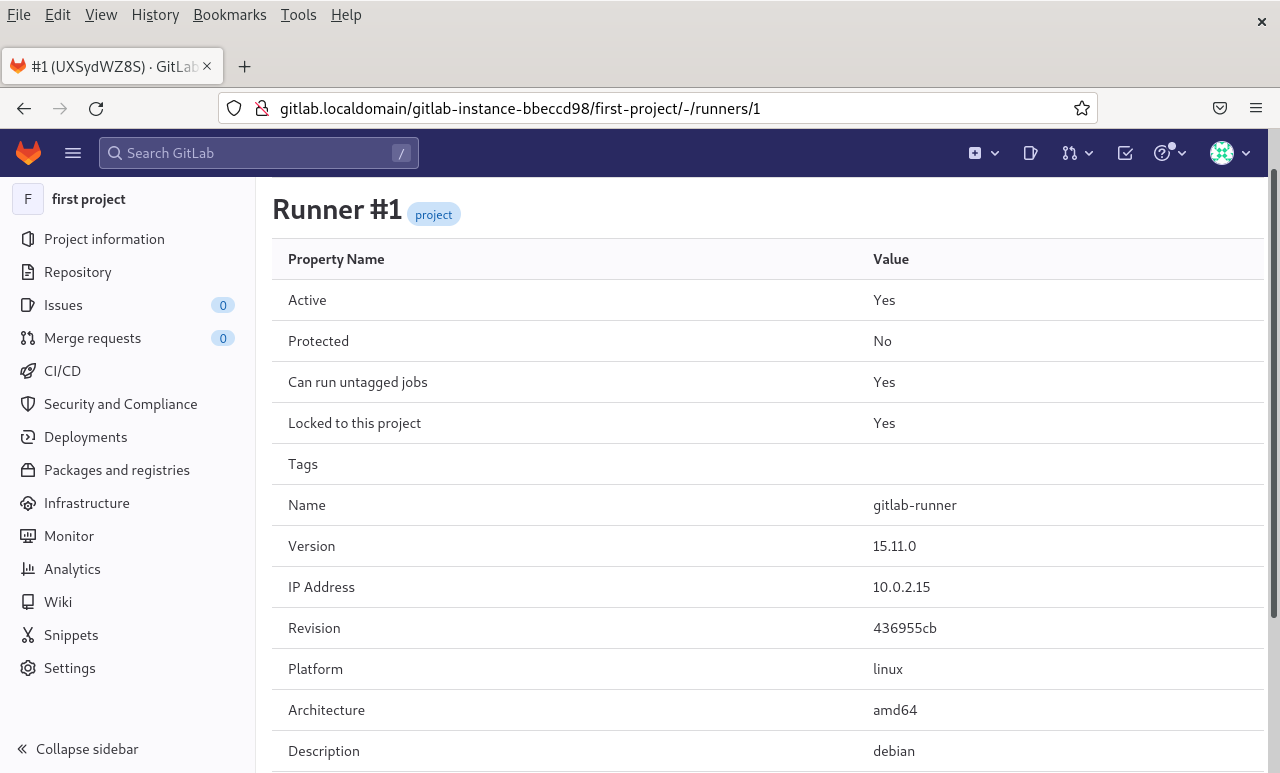 File Edit View History Bookmarks Tools Help
#1 (UXSydWZ8S) · GitLab
gitlab.localdomain/gitlab-instance-bbeccd98/first-project/-/runners/1
Search GitLab /
F first project
Project information
Repository
Issues 0
Merge requests 0
CI/CD
Security and Compliance
Deployments
Packages and registries
Infrastructure
Monitor
Analytics
Wiki
Snippets
Settings
Collapse sidebar
Runner #1 project
Property Name Value
Active Yes
Protected No
Can run untagged jobs Yes
Locked to this project Yes
Tags
Name gitlab-runner
Version 15.11.0
IP Address 10.0.2.15
Revision 436955cb
Platform linux
Architecture amd64
Description debian